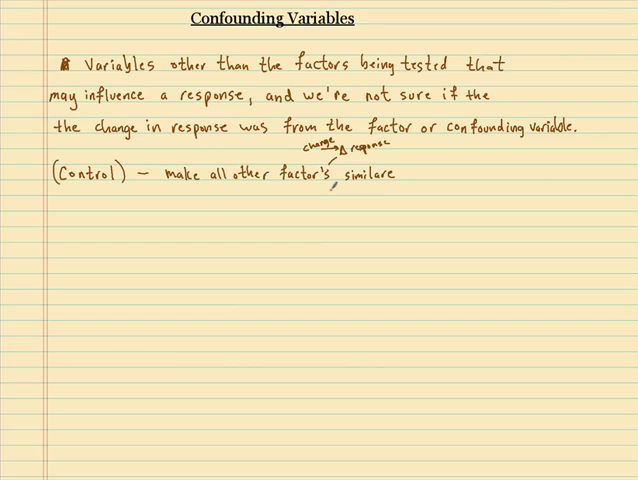 Confounding Variables
Variables other than the factors being tested that
may influence a response, and we're not sure if the
the change in response was from the factor or confounding variable.
change → Δ response
(Control) – make all other factor's similare